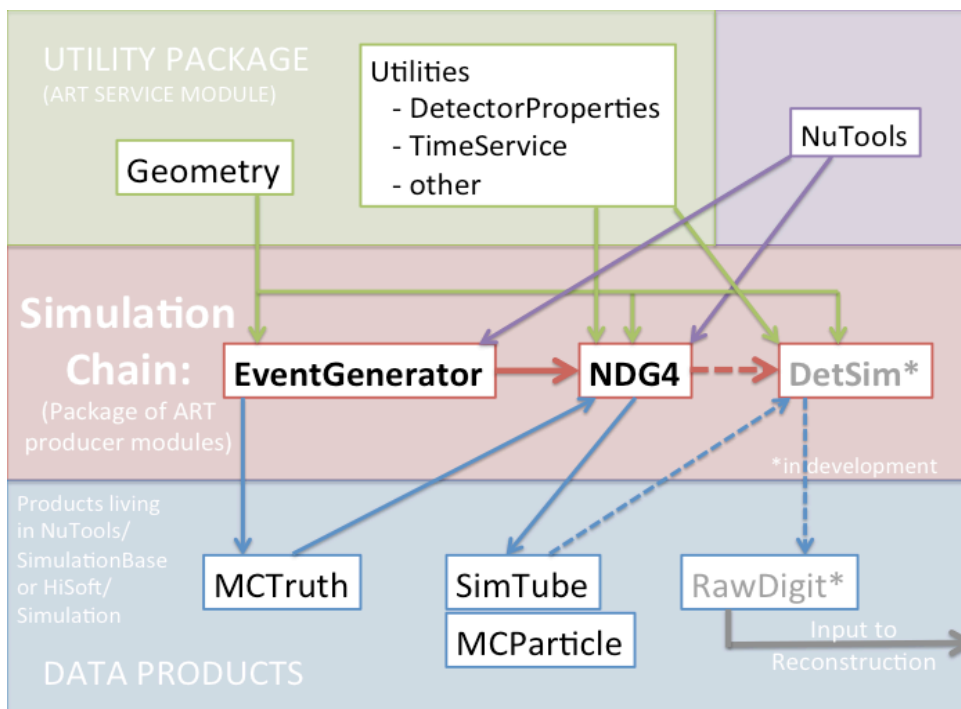 UTILITY PACKAGE
(ART SERVICE MODULE)
Utilities
- DetectorProperties
- TimeService
- other
NuTools
Geometry
Simulation
Chain:
(Package of ART
producer modules)
EventGenerator
NDG4
DetSim*
*in development
Products living
in NuTools/
SimulationBase
or HiSoft/
Simulation
MCTruth
SimTube
MCParticle
RawDigit*
Input to
Reconstruction
DATA PRODUCTS